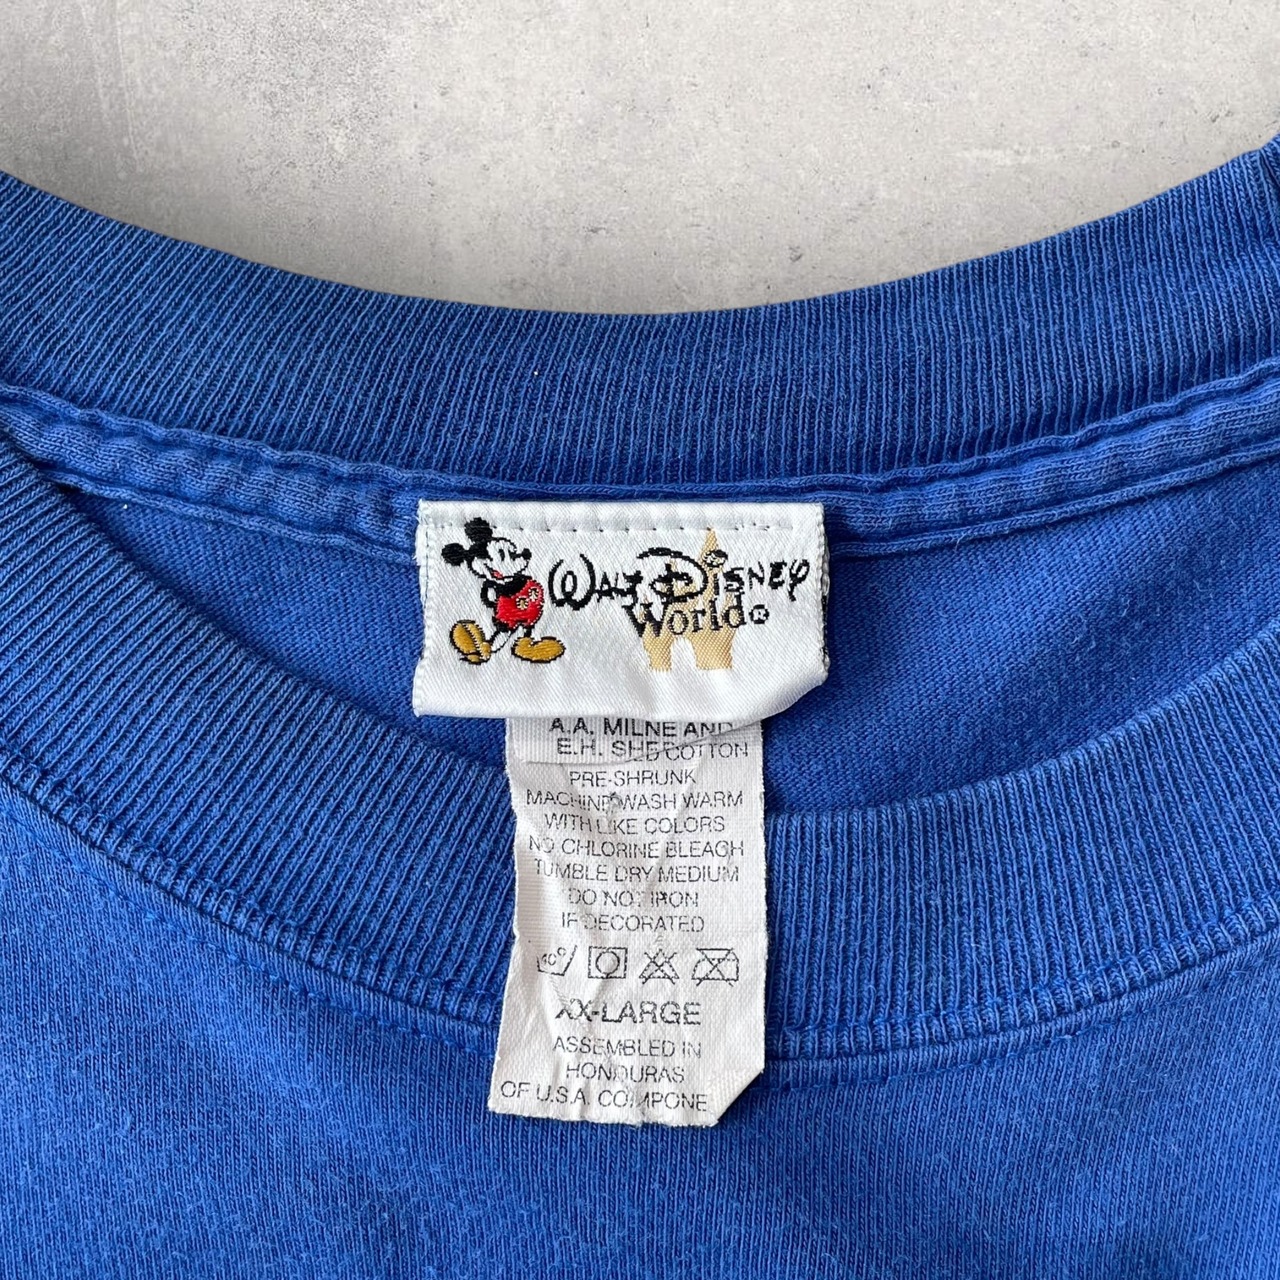 WALT DISNEY
World®
A.A. MILNE AND
E.H. SHE COTTON
PRE-SHRUNK
MACHINE WASH WARM
WITH LIKE COLORS
NO CHLORINE BLEACH
TUMBLE DRY MEDIUM
DO NOT IRON
IF DECORATED
40°
XX-LARGE
ASSEMBLED IN
HONDURAS
OF U.S.A. COMPONE